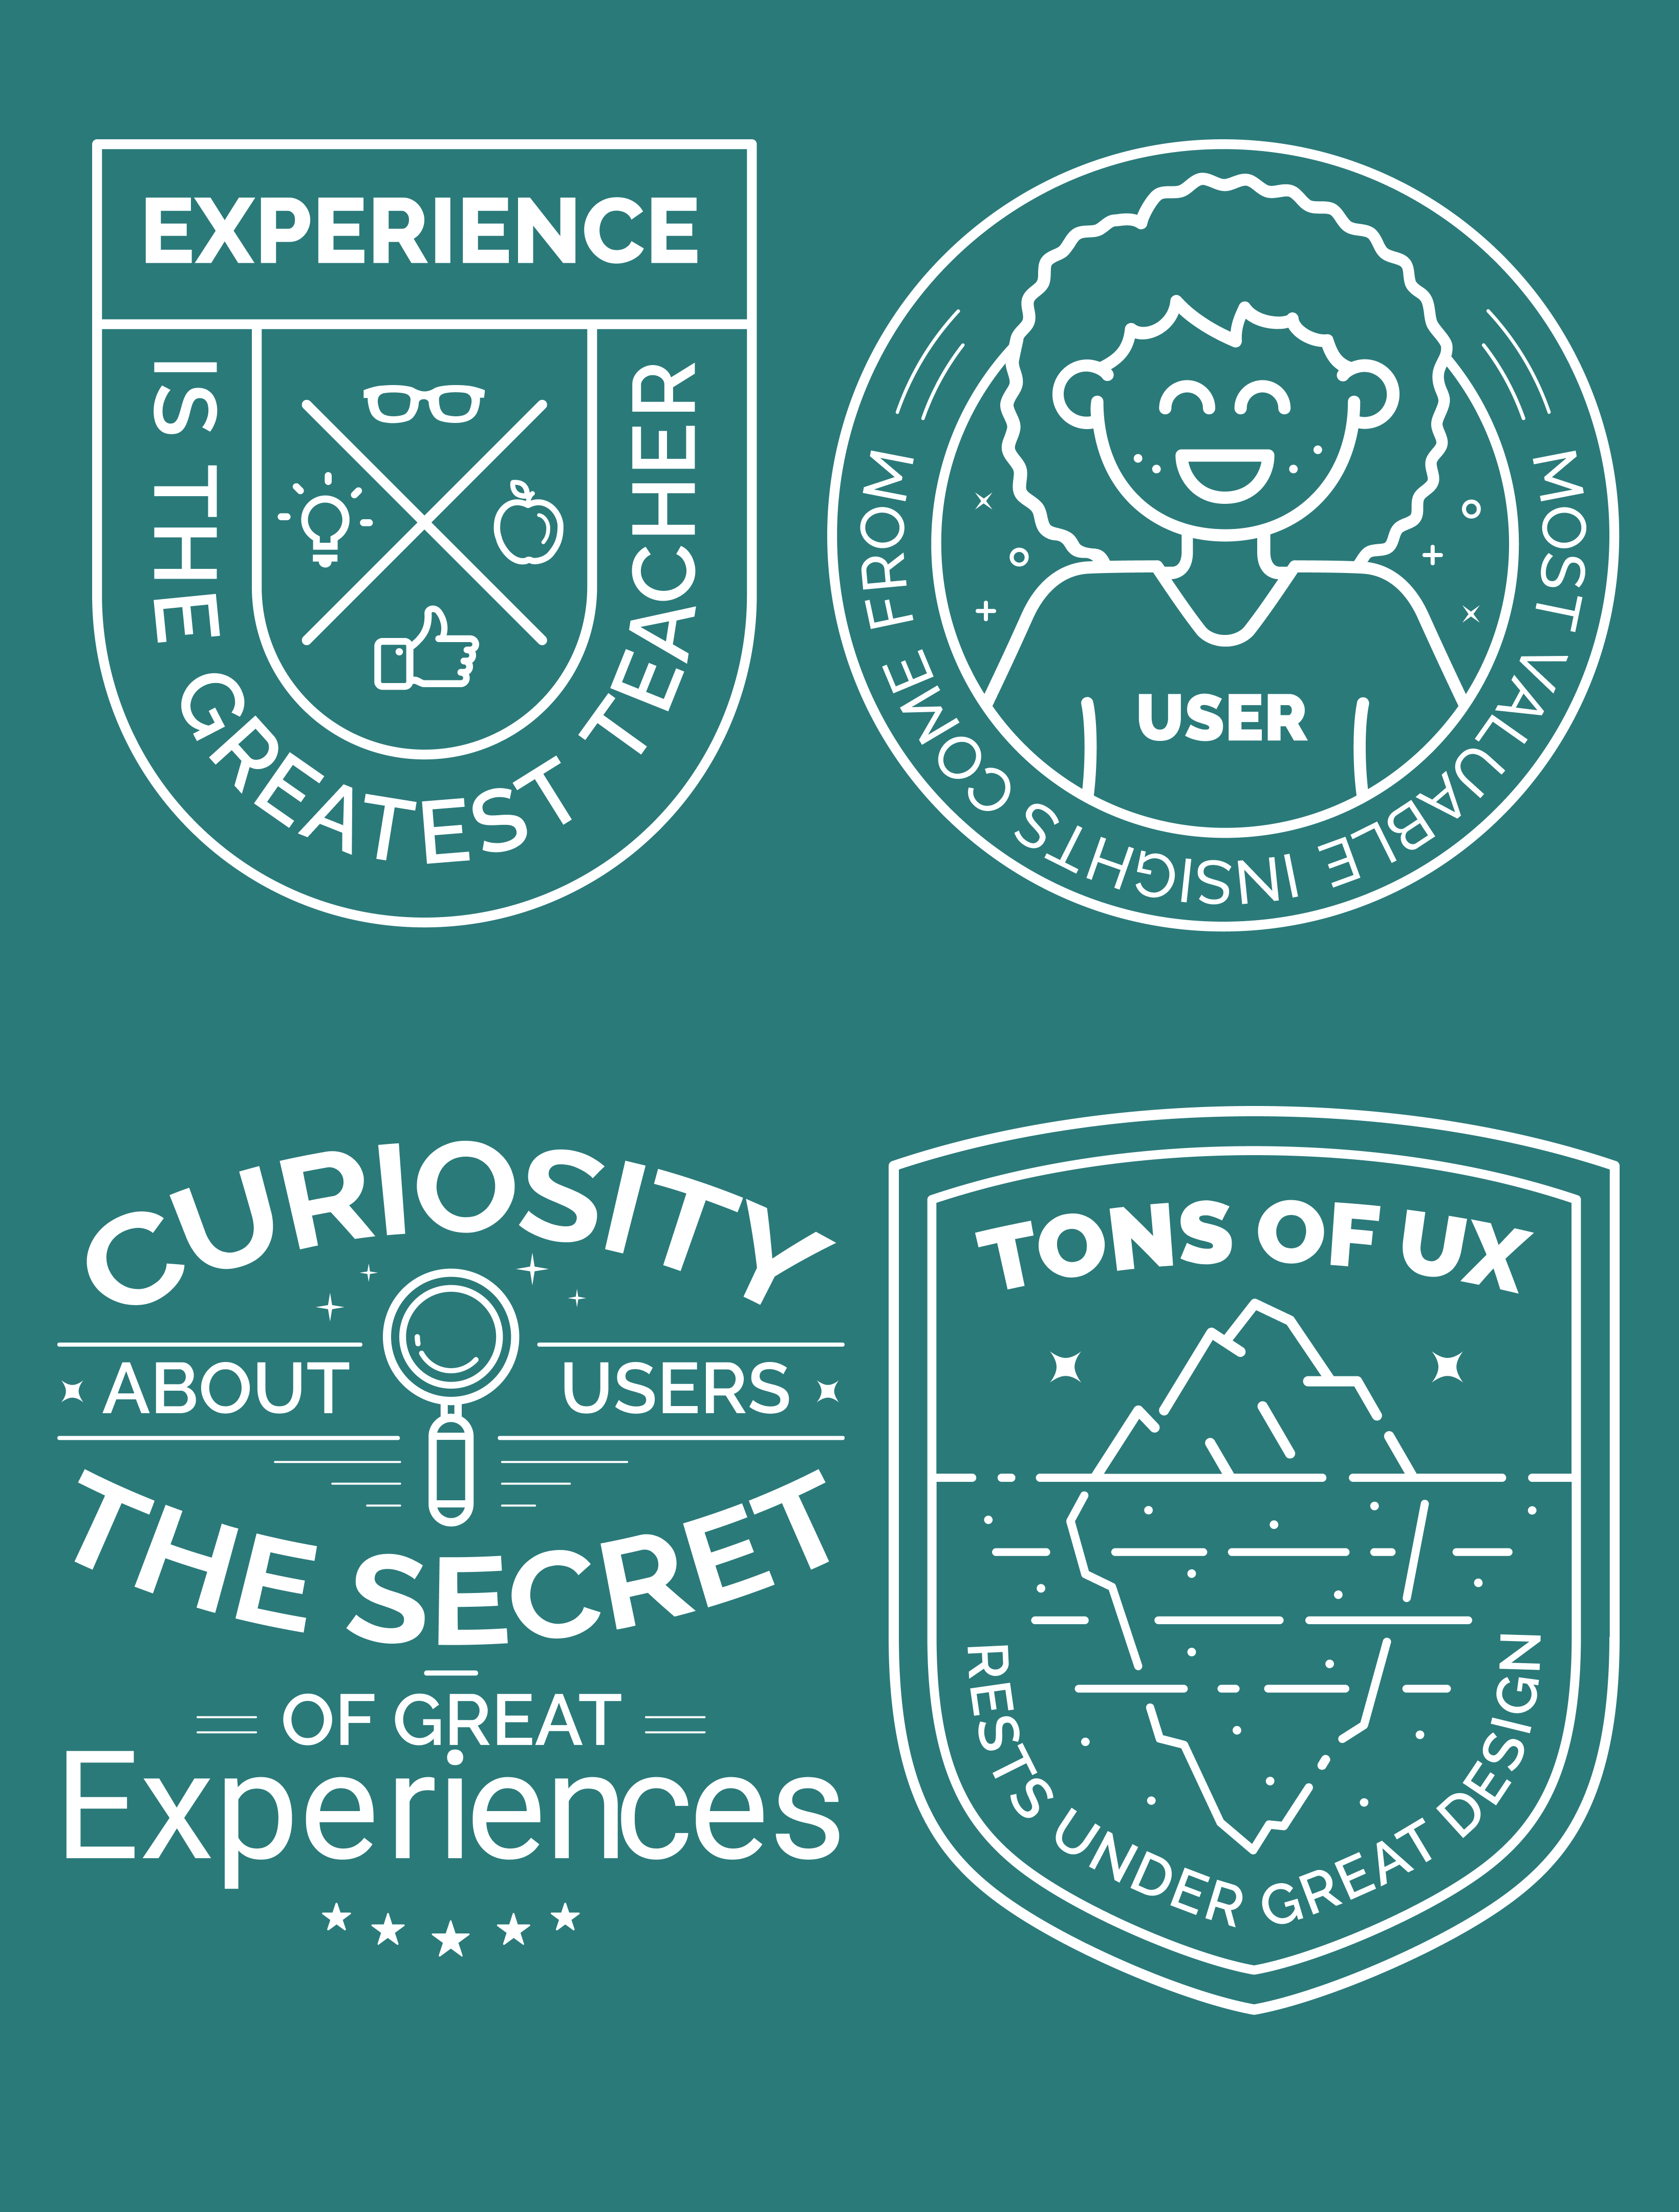 EXPERIENCE
IS THE GREATEST TEACHER
MOST VALUABLE INSIGHTS COME FROM
USER
CURIOSITY
ABOUT USERS
THE SECRET
OF GREAT
Experiences
TONS OF UX
RESTS UNDER GREAT DESIGN